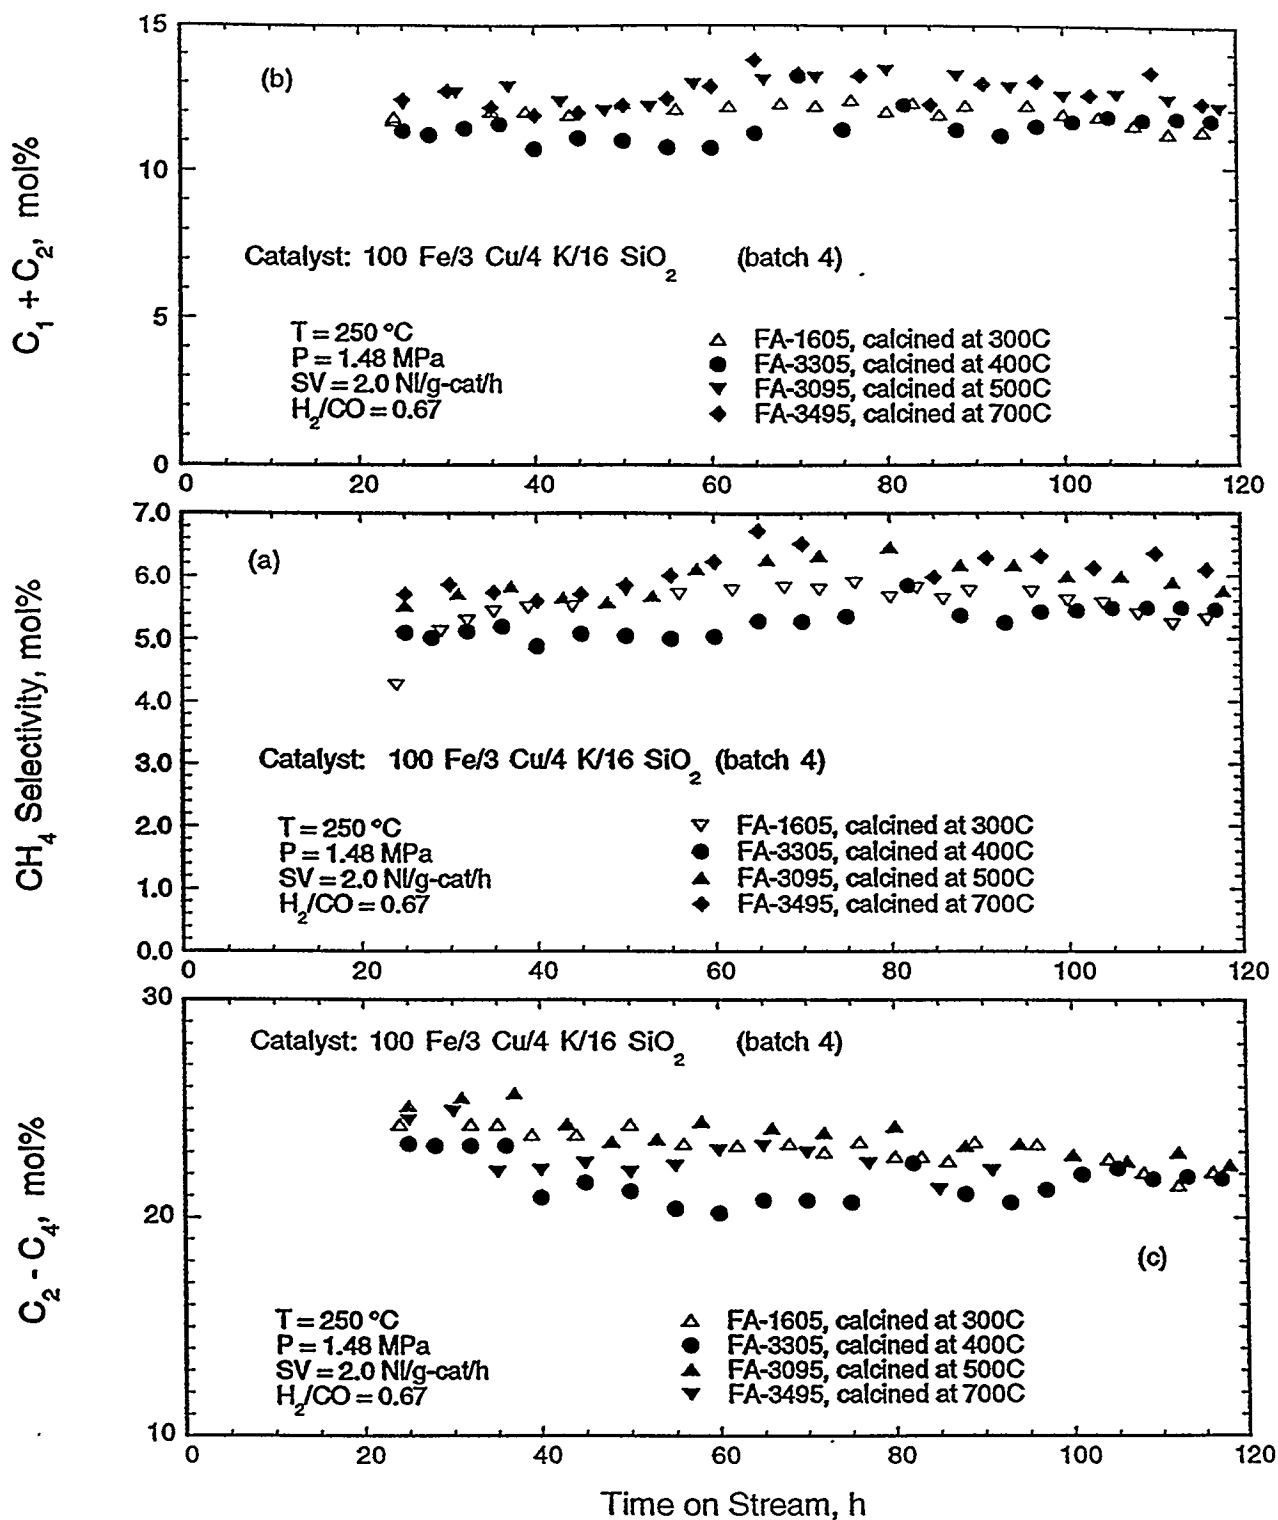 15
(b)
10
C₁ + C₂, mol%
Catalyst: 100 Fe/3 Cu/4 K/16 SiO₂ (batch 4)
5
T = 250 °C
P = 1.48 MPa
SV = 2.0 Nl/g-cat/h
H₂/CO = 0.67
△ FA-1605, calcined at 300C
● FA-3305, calcined at 400C
▼ FA-3095, calcined at 500C
◆ FA-3495, calcined at 700C
0
0 20 40 60 80 100 120
7.0
(a)
6.0
5.0
4.0
CH₄ Selectivity, mol%
Catalyst: 100 Fe/3 Cu/4 K/16 SiO₂ (batch 4)
3.0
2.0
1.0
0.0
T = 250 °C
P = 1.48 MPa
SV = 2.0 Nl/g-cat/h
H₂/CO = 0.67
▽ FA-1605, calcined at 300C
● FA-3305, calcined at 400C
▲ FA-3095, calcined at 500C
◆ FA-3495, calcined at 700C
0 20 40 60 80 100 120
30
Catalyst: 100 Fe/3 Cu/4 K/16 SiO₂ (batch 4)
C₂ - C₄, mol%
20
(c)
T = 250 °C
P = 1.48 MPa
SV = 2.0 Nl/g-cat/h
H₂/CO = 0.67
△ FA-1605, calcined at 300C
● FA-3305, calcined at 400C
▲ FA-3095, calcined at 500C
▼ FA-3495, calcined at 700C
10
0 20 40 60 80 100 120
Time on Stream, h